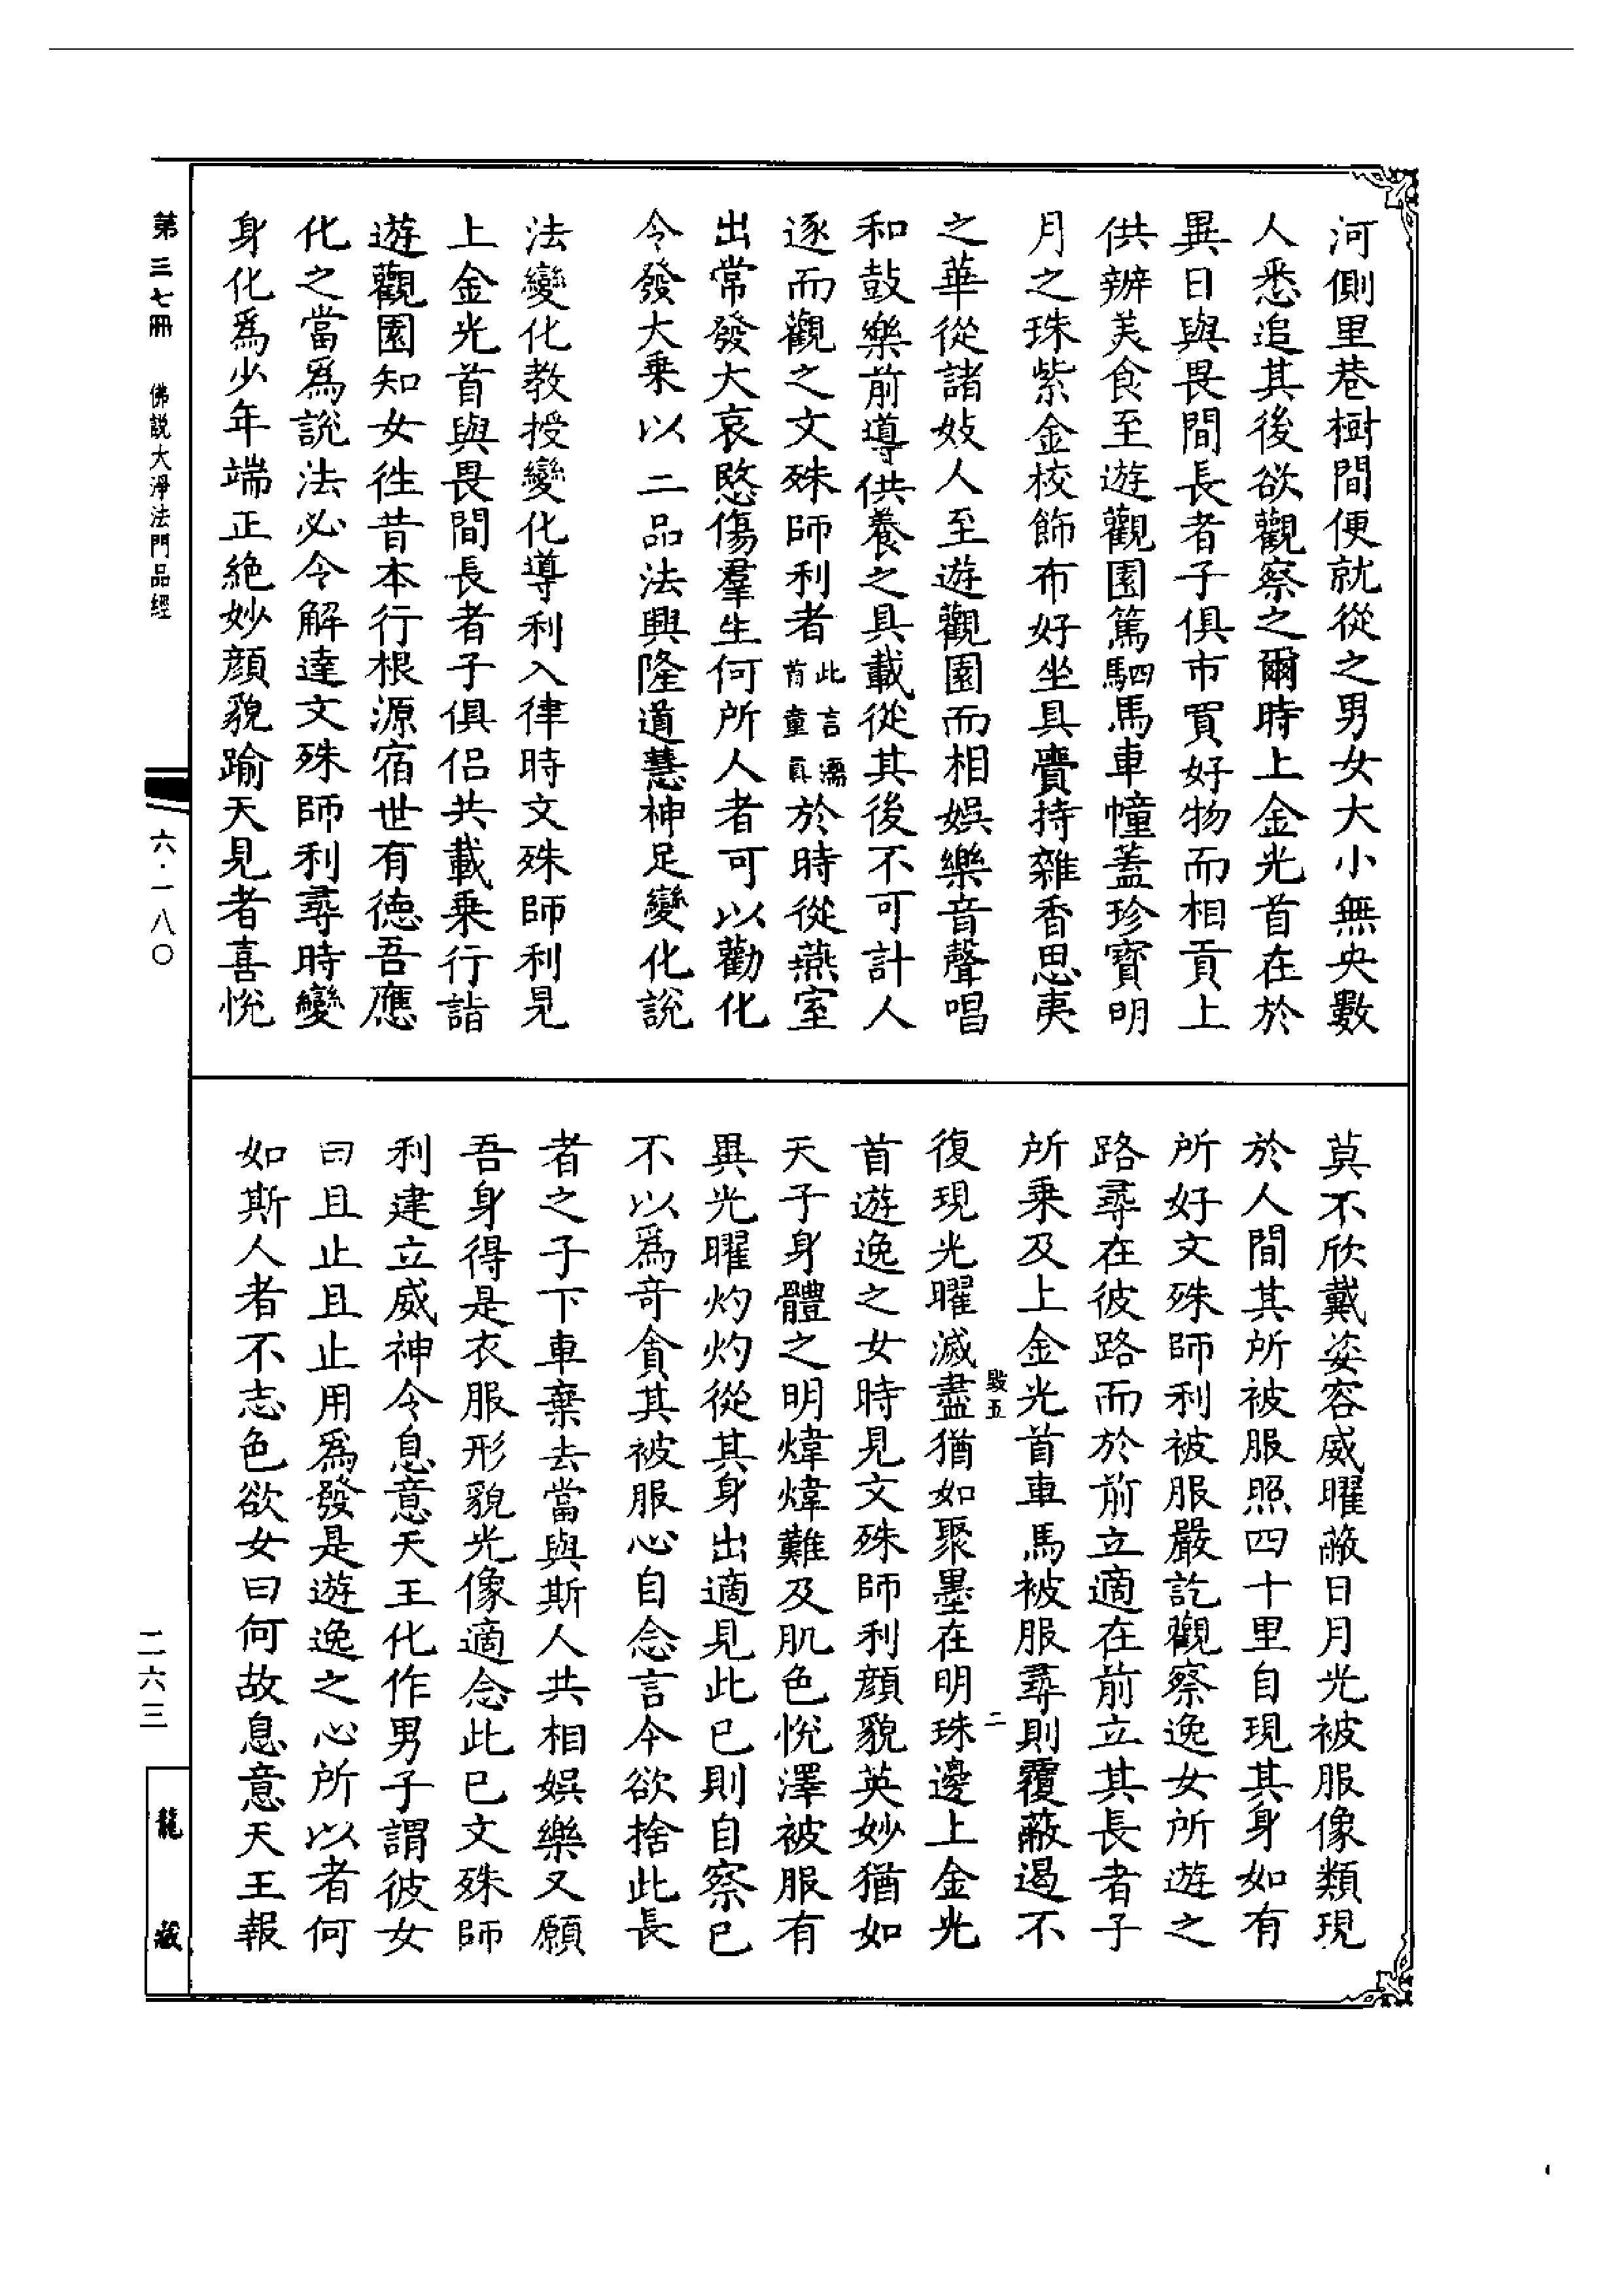 河側里巷樹間便就從之男女大小無央數
人悉追其後欲觀察之爾時上金光首在於
異日與畏間長者子俱市買好物而相貢上
供辦美食至遊觀園篤駟馬車幢蓋珍寶明
月之珠紫金校飾布好坐具賷持雜香思夷
之華從諸妓人至遊觀園而相娛樂音聲唱
和鼓樂前導供養之具載從其後不可計人
逐而觀之文殊師利者此言濡首童真於時從燕室
出常發大哀愍傷羣生何所人者可以勸化
令發大乗以二品法興隆道慧神足變化說
法變化教授變化導利入律時文殊師利見
上金光首與畏間長者子俱侶共載乗行詣
遊觀園知女徃昔本行根源宿世有德吾應
化之當爲說法必令解達文殊師利尋時變
身化爲少年端正絶妙顔貌踰天見者喜悅
莫不欣戴姿容威曜蔽日月光被服像類現
於人間其所被服照四十里自現其身如有
所好文殊師利被服嚴訖觀察逸女所遊之
路尋在彼路而於前立適在前立其長者子
所乗及上金光首車馬被服尋則覆蔽遏不
毀五 二
復現光曜滅盡猶如聚墨在明珠邊上金光
首遊逸之女時見文殊師利顔貌英妙猶如
天子身體之明煒煒難及肌色悅澤被服有
異光曜灼灼從其身出適見此已則自察已
不以爲竒貪其被服心自念言今欲捨此長
者之子下車棄去當與斯人共相娛樂又願
吾身得是衣服形貌光像適念此已文殊師
利建立威神令息意天王化作男子謂彼女
曰且止且止用爲發是遊逸之心所以者何
如斯人者不志色欲女曰何故息意天王報
第三七冊 佛説大淨法門品經
六·一八〇
二六三
龍藏